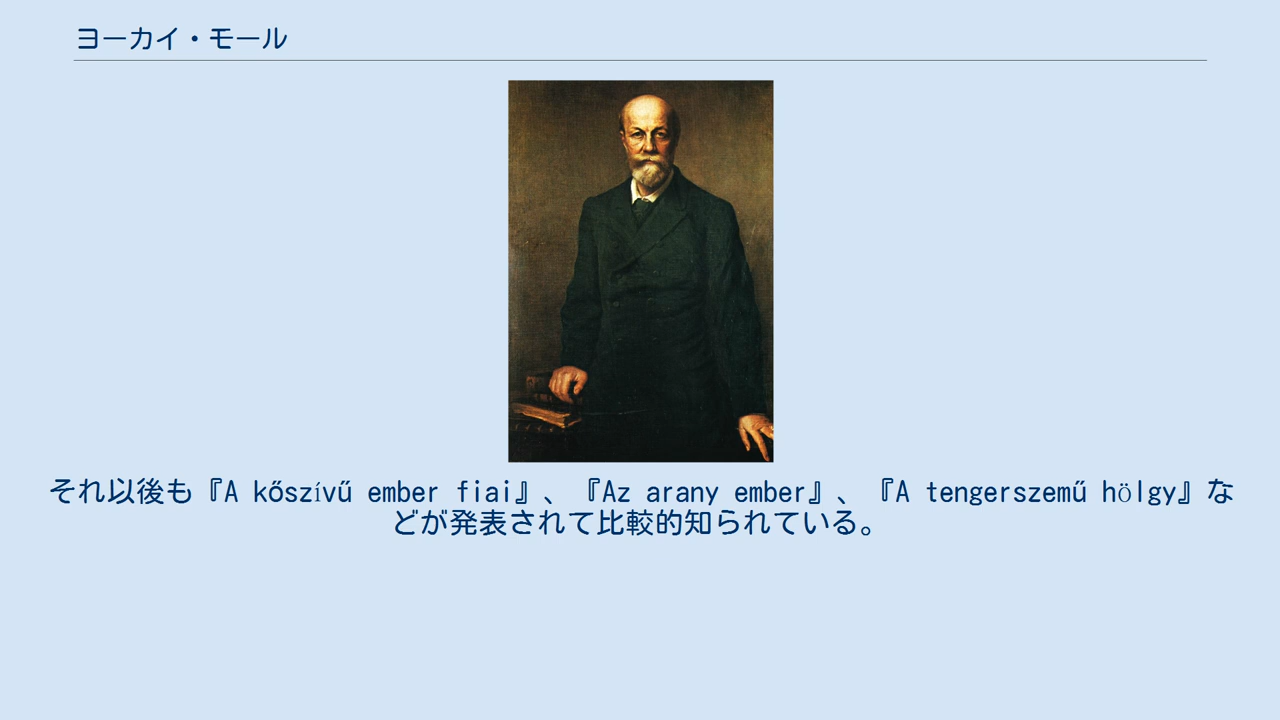 ヨーカイ・モール
それ以後も『A kőszívű ember fiai』、『Az arany ember』、『A tengerszemű hölgy』な
どが発表されて比較的知られている。